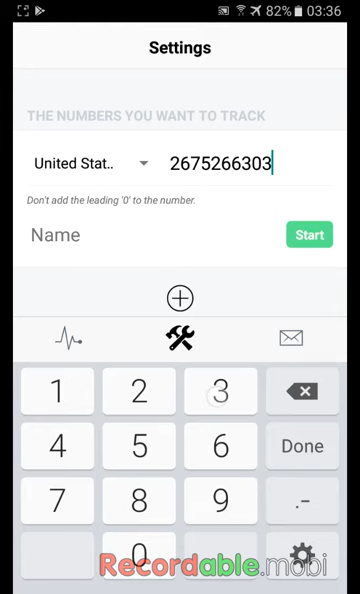 82% 03:36
Settings
THE NUMBERS YOU WANT TO TRACK
United Stat.. 2675266303
Don't add the leading '0' to the number.
Name Start
1 2 3
4 5 6 Done
7 8 9 .-
0
Recordable.mobi